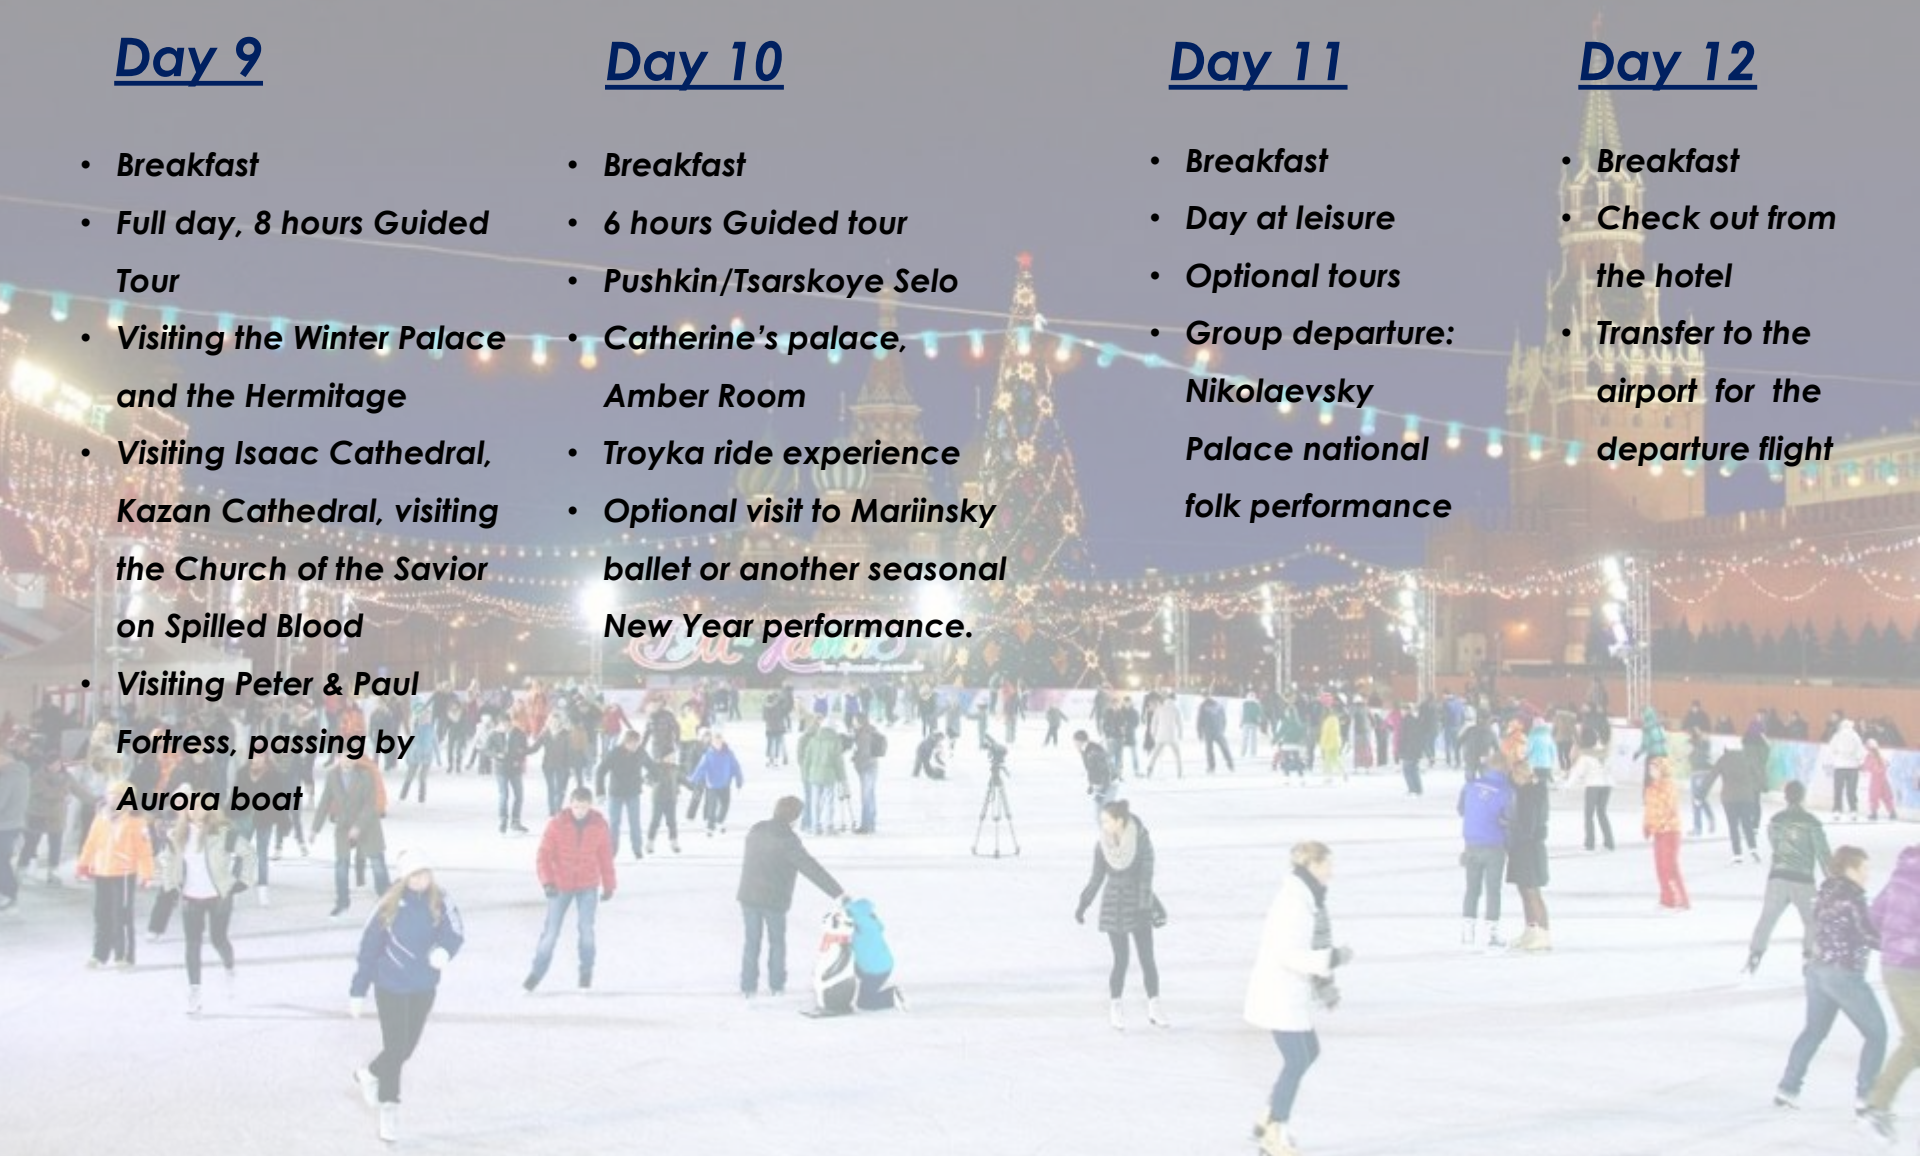 Day 9
• Breakfast
• Full day, 8 hours Guided
Tour
• Visiting the Winter Palace
and the Hermitage
• Visiting Isaac Cathedral,
Kazan Cathedral, visiting
the Church of the Savior
on Spilled Blood
• Visiting Peter & Paul
Fortress, passing by
Aurora boat
Day 10
• Breakfast
• 6 hours Guided tour
• Pushkin/Tsarskoye Selo
• Catherine’s palace,
Amber Room
• Troyka ride experience
• Optional visit to Mariinsky
ballet or another seasonal
New Year performance.
Day 11
• Breakfast
• Day at leisure
• Optional tours
• Group departure:
Nikolaevsky
Palace national
folk performance
Day 12
• Breakfast
• Check out from
the hotel
• Transfer to the
airport for the
departure flight